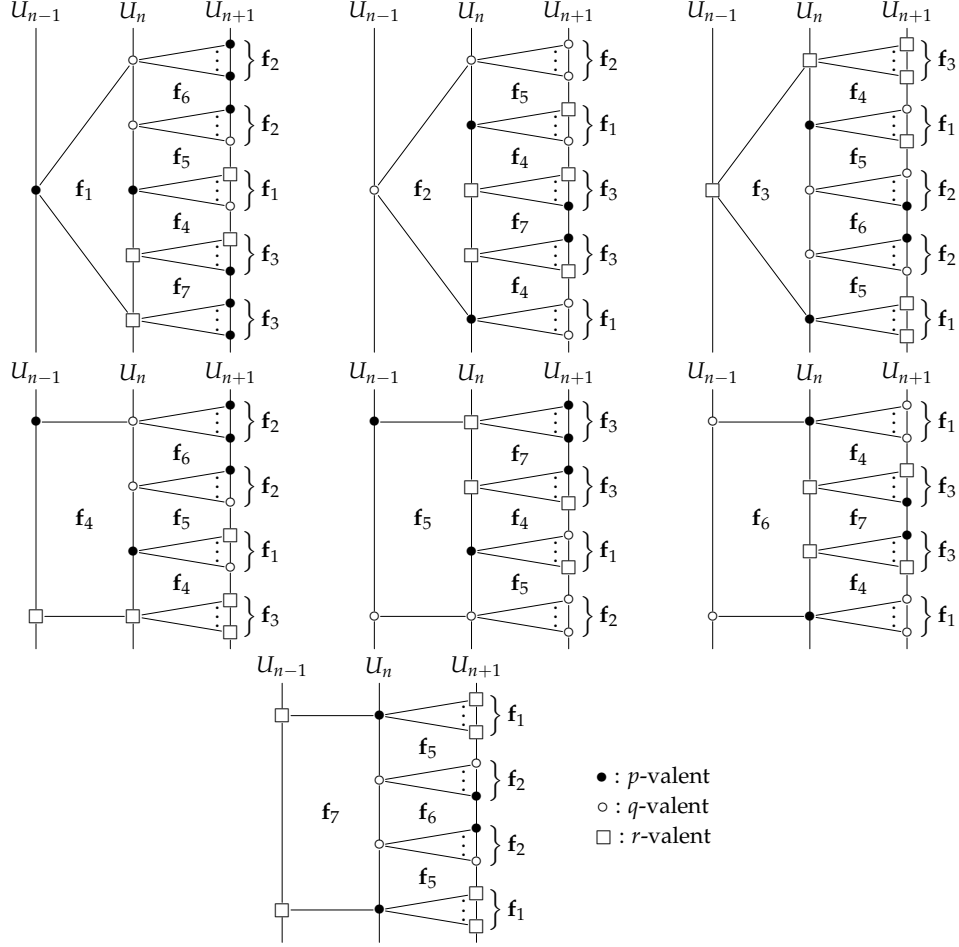 U_{n−1} U_n U_{n+1} U_{n−1} U_n U_{n+1} U_{n−1} U_n U_{n+1}
f_2 f_2 f_3
f_6 f_5 f_4
f_2 f_1 f_1
f_5 f_4 f_5
f_1 f_1 f_2 f_3 f_3 f_2
f_4 f_7 f_6
f_3 f_3 f_2
f_7 f_4 f_5
f_3 f_1 f_1
U_{n−1} U_n U_{n+1} U_{n−1} U_n U_{n+1} U_{n−1} U_n U_{n+1}
f_2 f_3 f_1
f_6 f_7 f_4
f_2 f_3 f_3
f_4 f_5 f_5 f_4 f_6 f_7
f_1 f_1 f_3
f_4 f_5 f_4
f_3 f_2 f_1
U_{n−1} U_n U_{n+1}
f_1
f_5
f_2
f_7 f_6
f_2
f_5
f_1
: p-valent
: q-valent
: r-valent